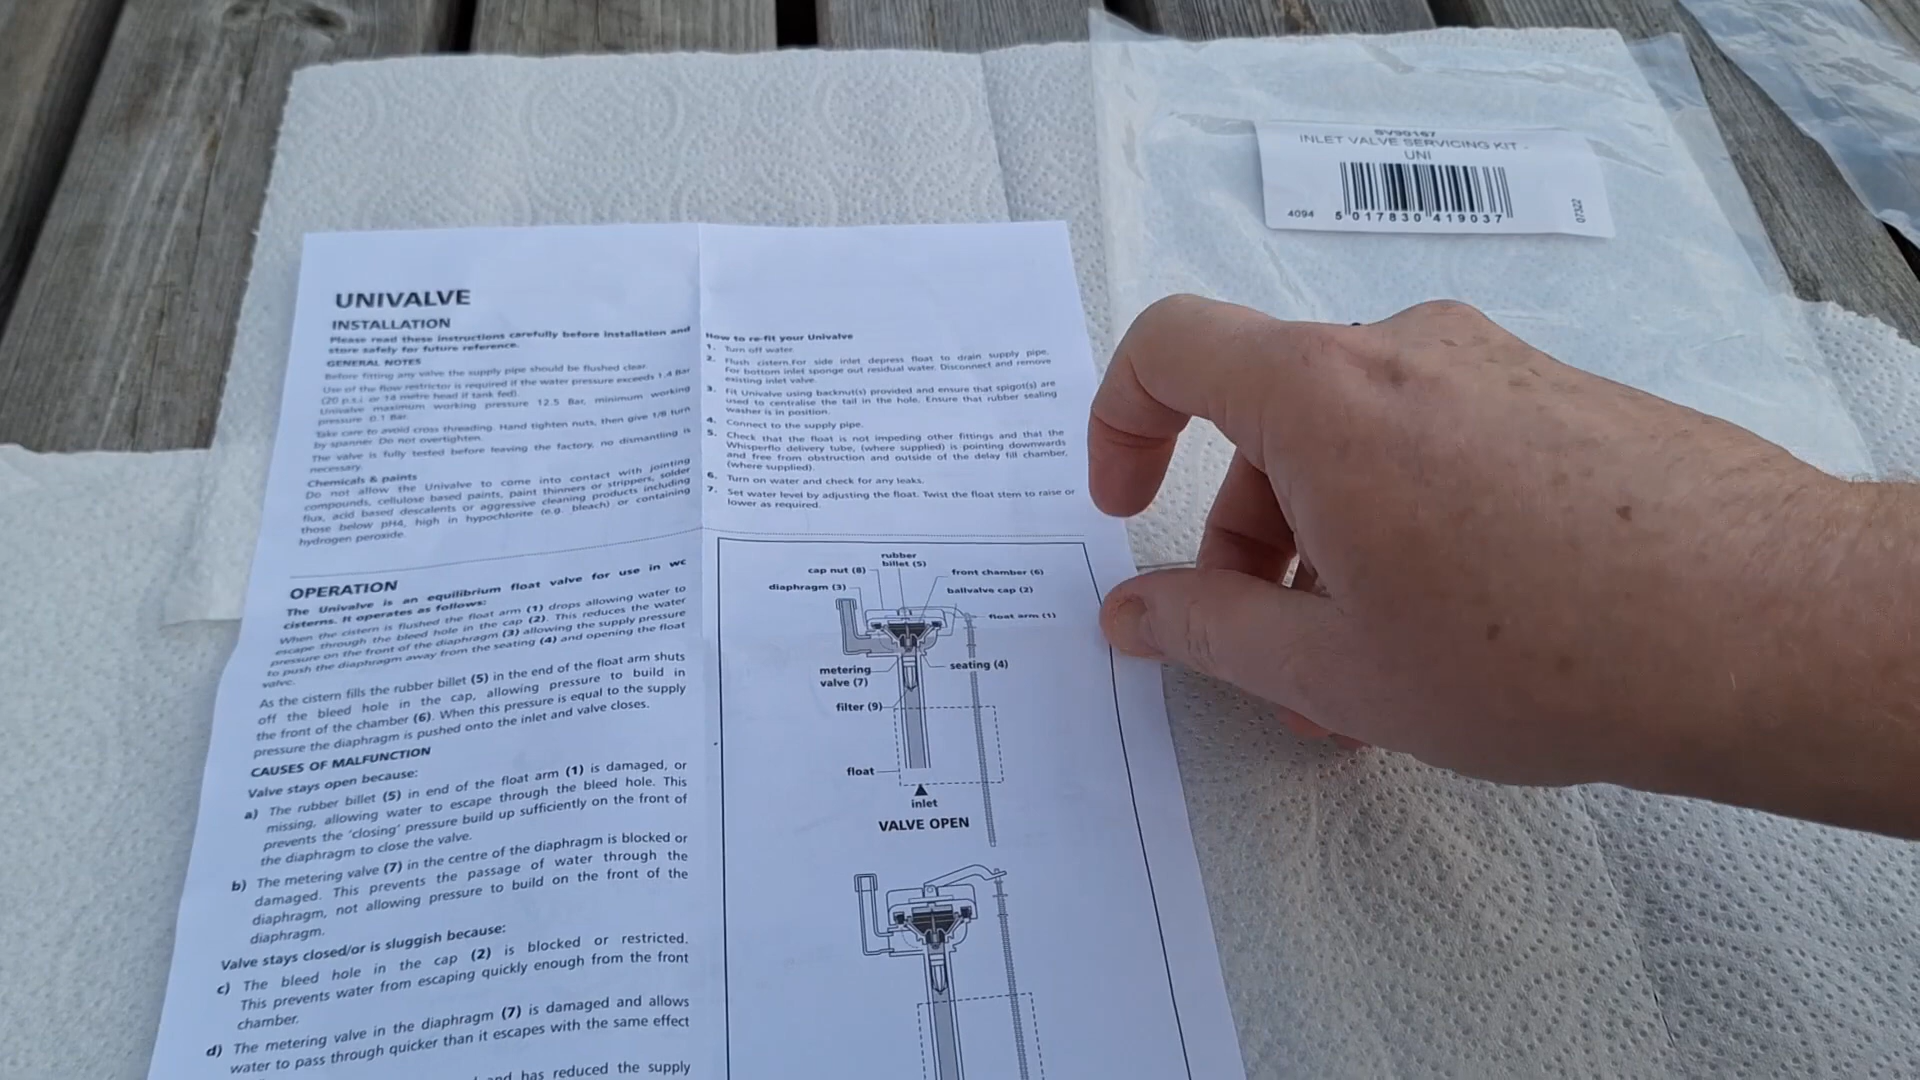 SV90167
INLET VALVE SERVICING KIT -
UNI
4094
5 017830 419037
07522
UNIVALVE
INSTALLATION
Please read these instructions carefully before installation and
store safely for future reference.
GENERAL NOTES
Before fitting any valve the supply pipe should be flushed clear.
Use of the flow restrictor is required if the water pressure exceeds 1.4 Bar
(20 p.s.i. or 14 metre head if tank fed).
Univalve maximum working pressure 12.5 Bar, minimum working
pressure 0.1 Bar.
Take care to avoid cross threading. Hand tighten nuts, then give 1/8 turn
by spanner. Do not overtighten.
The valve is fully tested before leaving the factory, no dismantling is
necessary.
Chemicals & paints
Do not allow the Univalve to come into contact with jointing
compounds, cellulose based paints, paint thinners or strippers, solder
flux, acid based descalents or aggressive cleaning products including
those below pH4, high in hypochlorite (e.g. bleach) or containing
hydrogen peroxide.
OPERATION
The Univalve is an equilibrium float valve for use in wc
cisterns. It operates as follows:
When the cistern is flushed the float arm (1) drops allowing water to
escape through the bleed hole in the cap (2). This reduces the water
pressure on the front of the diaphragm (3) allowing the supply pressure
to push the diaphragm away from the seating (4) and opening the float
valve.
As the cistern fills the rubber billet (5) in the end of the float arm shuts
off the bleed hole in the cap, allowing pressure to build in
the front of the chamber (6). When this pressure is equal to the supply
pressure the diaphragm is pushed onto the inlet and valve closes.
CAUSES OF MALFUNCTION
Valve stays open because:
a) The rubber billet (5) in end of the float arm (1) is damaged, or
missing, allowing water to escape through the bleed hole. This
prevents the 'closing' pressure build up sufficiently on the front of
the diaphragm to close the valve.
b) The metering valve (7) in the centre of the diaphragm is blocked or
damaged. This prevents the passage of water through the
diaphragm, not allowing pressure to build on the front of the
diaphragm.
Valve stays closed/or is sluggish because:
c) The bleed hole in the cap (2) is blocked or restricted.
This prevents water from escaping quickly enough from the front
chamber.
d) The metering valve in the diaphragm (7) is damaged and allows
water to pass through quicker than it escapes with the same effect
and has reduced the supply
How to re-fit your Univalve
1. Turn off water.
2. Flush cistern.For side inlet depress float to drain supply pipe.
For bottom inlet sponge out residual water. Disconnect and remove
existing inlet valve.
3. Fit Univalve using backnut(s) provided and ensure that spigot(s) are
used to centralise the tail in the hole. Ensure that rubber sealing
washer is in position.
4. Connect to the supply pipe.
5. Check that the float is not impeding other fittings and that the
Whisperflo delivery tube, (where supplied) is pointing downwards
and free from obstruction and outside of the delay fill chamber,
(where supplied).
6. Turn on water and check for any leaks.
7. Set water level by adjusting the float. Twist the float stem to raise or
lower as required.
rubber
billet (5)
cap nut (8)
front chamber (6)
diaphragm (3)
ballvalve cap (2)
float arm (1)
metering
valve (7)
seating (4)
filter (9)
float
inlet
VALVE OPEN